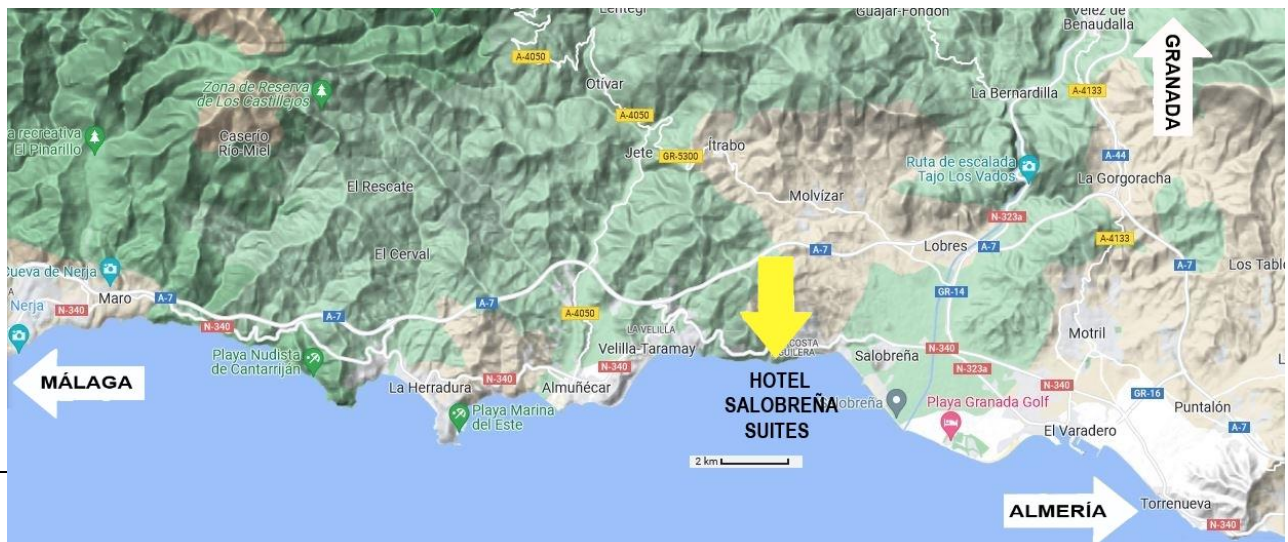 Lentegí
Guájar-Fondón
Vélez de
Benaudalla
A-4050
Otívar
Zona de Reserva
de Los Castillejos
La Bernardilla
A-4133
GRANADA
a recreativa
El Pinarillo
Caserío
Río-Miel
A-4050
Jete
GR-5300
Ítrabo
A-44
Ruta de escalada
Tajo Los Vados
La Gorgoracha
El Rescate
Molvízar
N-323a
El Cerval
A-7
Lobres
A-7
A-4133
A-7
Los Table
Cueva de Nerja
Maro
A-7
N-340
Nerja
N-340
A-7
A-7
A-4050
GR-14
LA VELILLA
Velilla-Taramay
COSTA
Motril
Playa Nudista
de Cantarriján
Salobreña
N-340
N-323a
N-340
MÁLAGA
La Herradura
N-340
Almuñécar
HOTEL
SALOBREÑA
SUITES
Salobreña
Playa Granada Golf
GR-16
Puntalón
Playa Marina
del Este
El Varadero
A-7
2 km
ALMERÍA
Torrenueva
N-340